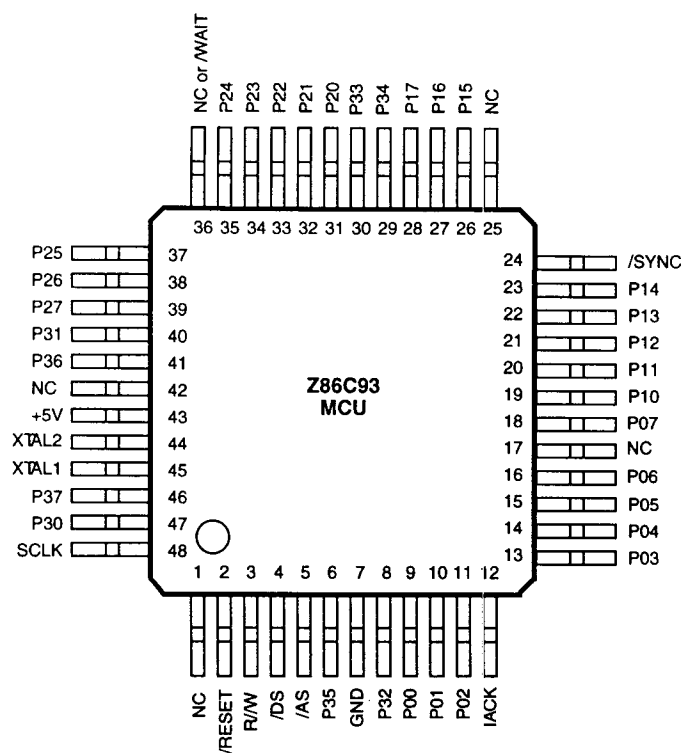 NC or /WAIT P24 P23 P22 P21 P20 P33 P34 P17 P16 P15 NC
36 35 34 33 32 31 30 29 28 27 26 25
P25 37
P26 38
P27 39
P31 40
P36 41
NC 42
+5V 43
XTAL2 44
XTAL1 45
P37 46
P30 47
SCLK 48
Z86C93
MCU
24 /SYNC
23 P14
22 P13
21 P12
20 P11
19 P10
18 P07
17 NC
16 P06
15 P05
14 P04
13 P03
1 2 3 4 5 6 7 8 9 10 11 12
NC /RESET R//W /DS /AS P35 GND P32 P00 P01 P02 IACK